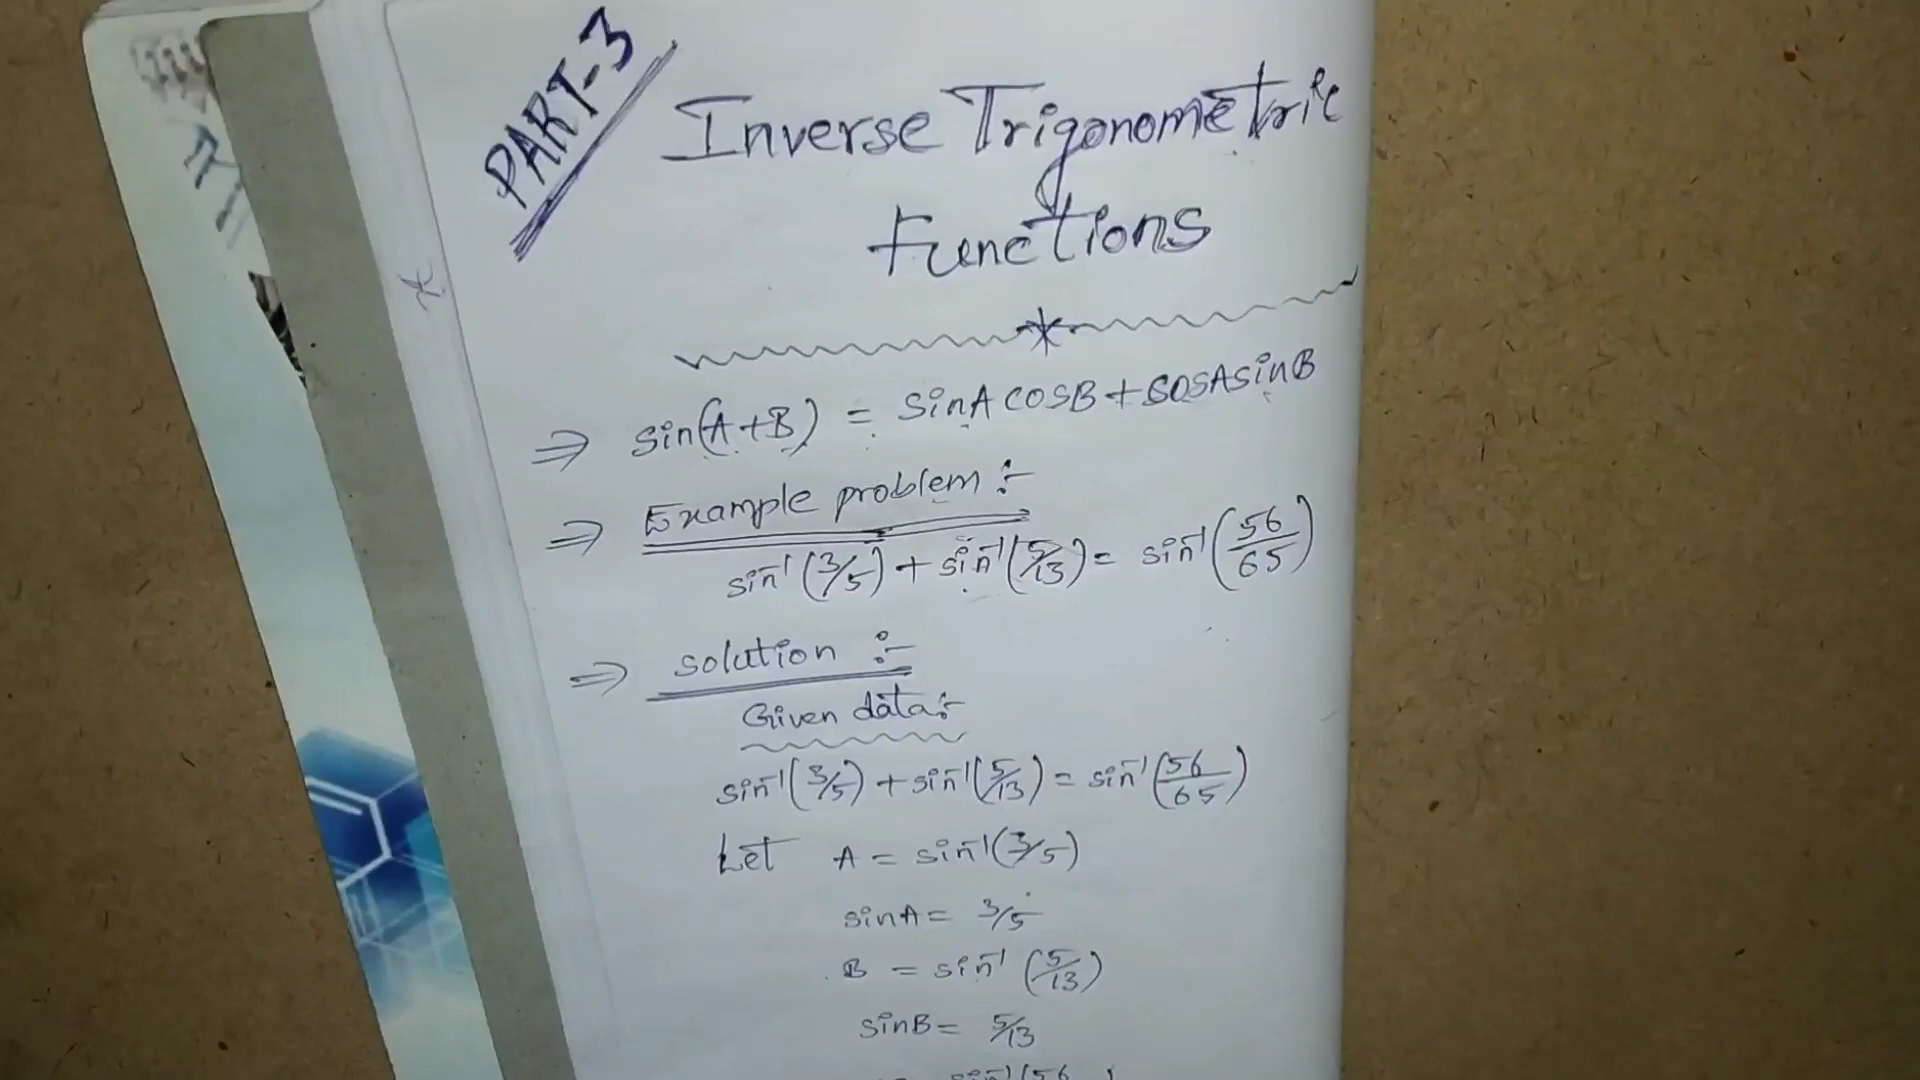 PART-3
Inverse Trigonometric
Functions
⇒ sin(A+B) = sinA cosB + cosAsinB
⇒ Example problem :-
sin⁻¹(3/5) + sin⁻¹(5/13) = sin⁻¹(56/65)
⇒ solution :-
Given data:-
sin⁻¹(3/5) + sin⁻¹(5/13) = sin⁻¹(56/65)
Let A = sin⁻¹(3/5)
sinA = 3/5
B = sin⁻¹(5/13)
sinB = 5/13